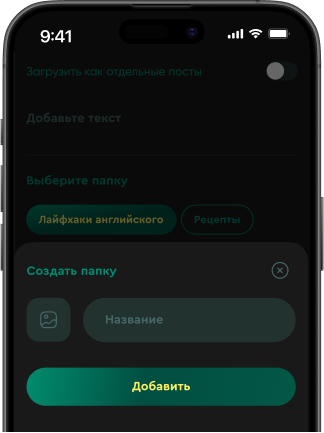 9:41
Загрузить как отдельные посты
Добавьте текст
Выберите папку
Лайфхаки английского
Рецепты
Создать папку
Название
Добавить